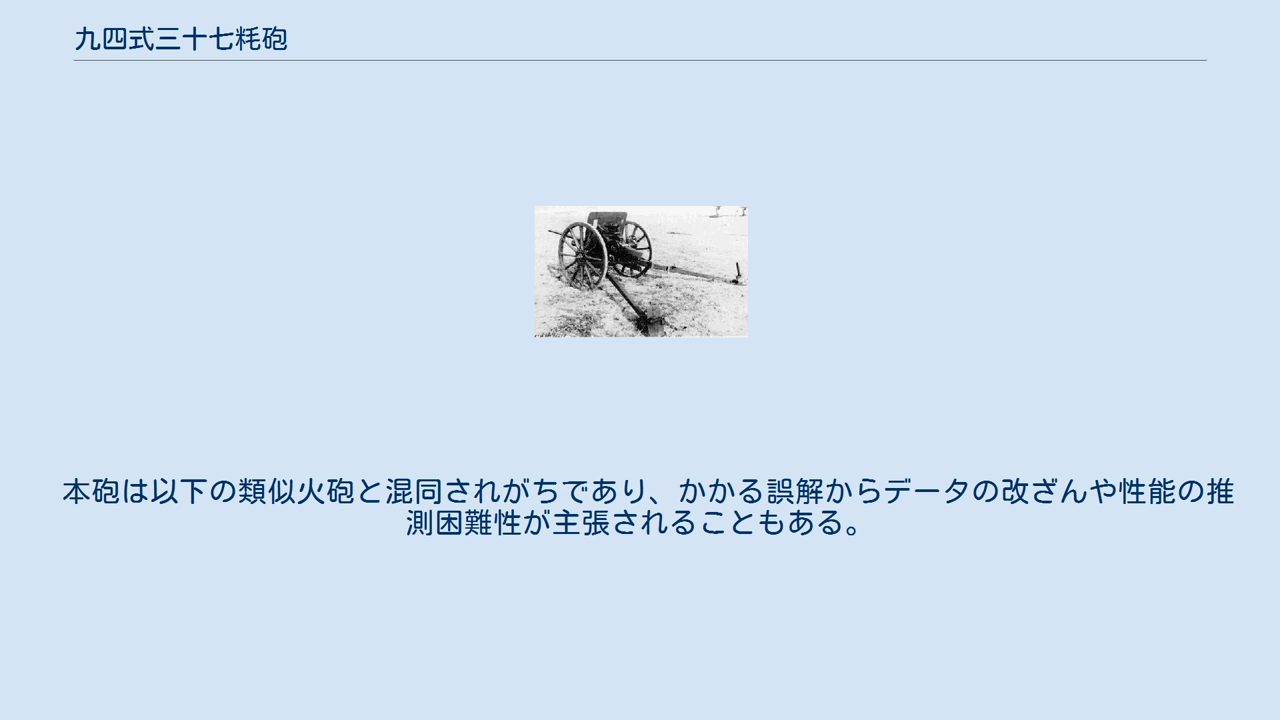 九四式三十七粍砲
本砲は以下の類似火砲と混同されがちであり、かかる誤解からデータの改ざんや性能の推
測困難性が主張されることもある。